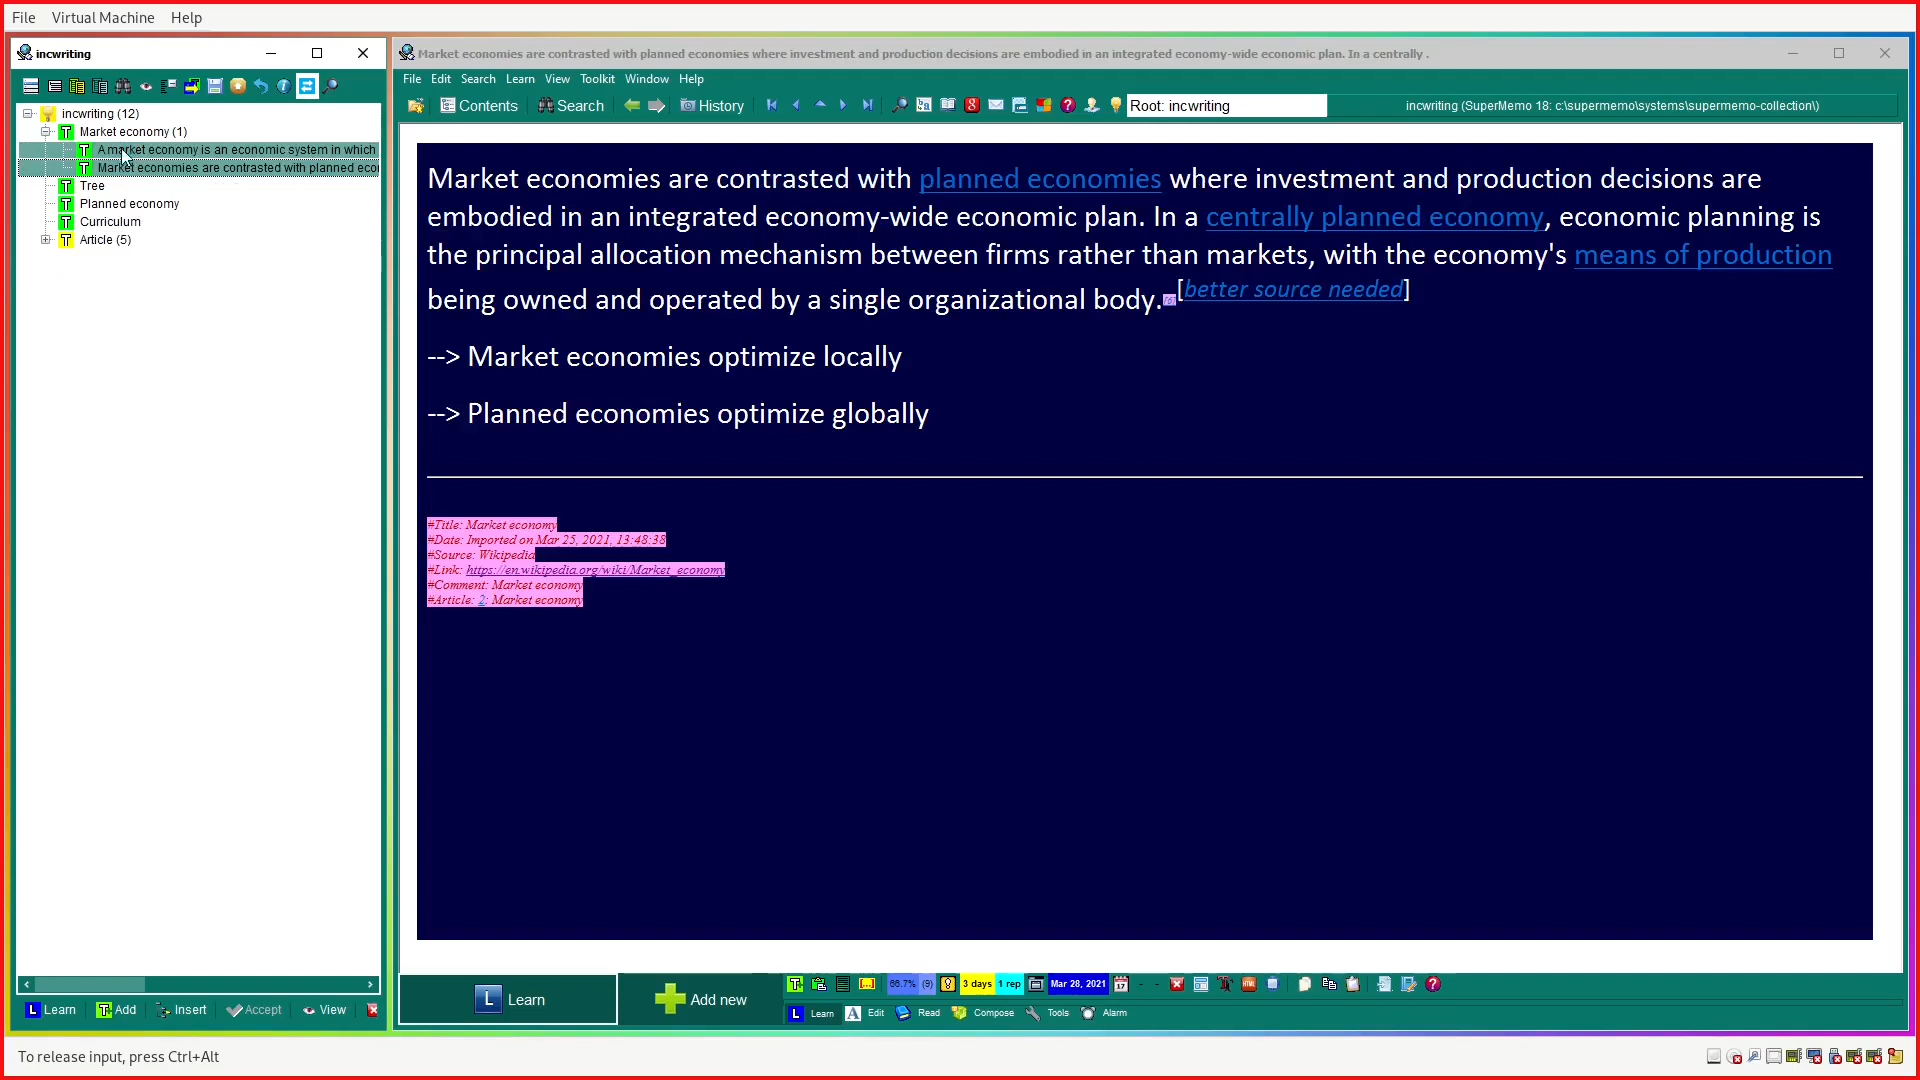 File Virtual Machine Help
incwriting
Market economies are contrasted with planned economies where investment and production decisions are embodied in an integrated economy-wide economic plan. In a centrally .
File Edit Search Learn View Toolkit Window Help
Contents Search History Root: incwriting incwriting (SuperMemo 18: c:\supermemo\systems\supermemo-collection\)
incwriting (12)
Market economy (1)
A market economy is an economic system in which
Market economies are contrasted with planned eco
Tree
Planned economy
Curriculum
Article (5)
Market economies are contrasted with planned economies where investment and production decisions are
embodied in an integrated economy-wide economic plan. In a centrally planned economy, economic planning is
the principal allocation mechanism between firms rather than markets, with the economy's means of production
being owned and operated by a single organizational body.[6][better source needed]
--> Market economies optimize locally
--> Planned economies optimize globally
#Title: Market economy
#Date: Imported on Mar 25, 2021, 13:48:38
#Source: Wikipedia
#Link: https://en.wikipedia.org/wiki/Market_economy
#Comment: Market economy
#Article: 2: Market economy
Learn Add Insert Accept View
Learn Add new
66.7% (9) 3 days 1 rep Mar 28, 2021 - -
Learn Edit Read Compose Tools Alarm
To release input, press Ctrl+Alt